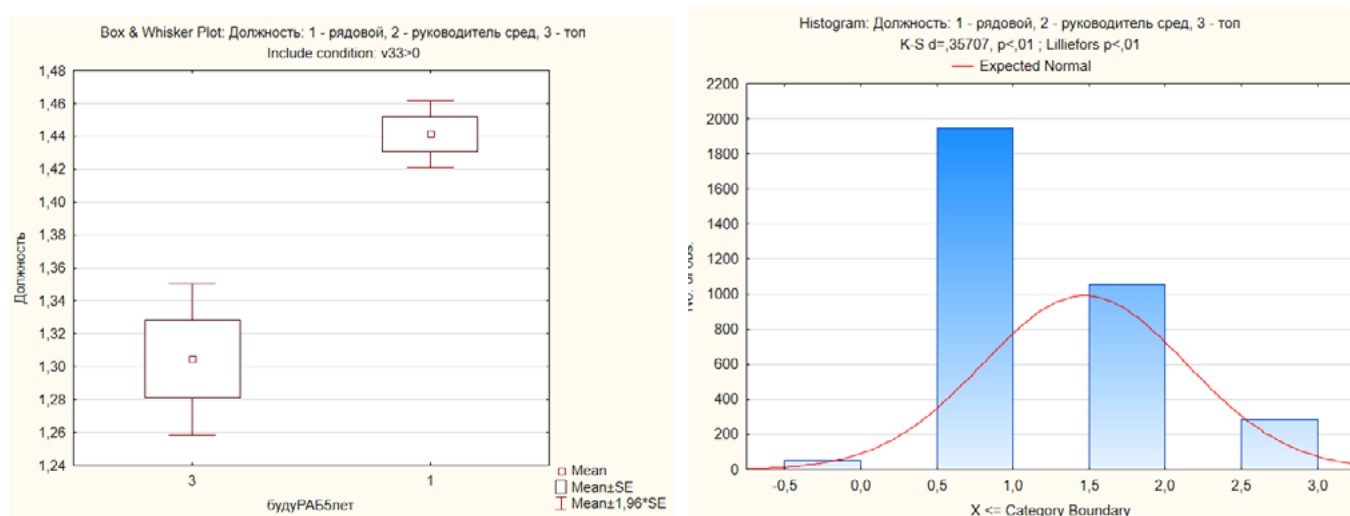 Box & Whisker Plot: Должность: 1 - рядовой, 2 - руководитель сред, 3 - топ
Include condition: v33>0
1,48
1,46
1,44
1,42
1,40
1,38
1,36
1,34
1,32
1,30
1,28
1,26
1,24
Должность
3
1
будуРАБ5лет
Mean
Mean±SE
Mean±1,96*SE
Histogram: Должность: 1 - рядовой, 2 - руководитель сред, 3 - топ
K-S d=,35707, p<,01 ; Lilliefors p<,01
Expected Normal
2200
2000
1800
1600
1400
1200
1000
800
600
400
200
0
No. of obs.
-0,5
0,0
0,5
1,0
1,5
2,0
2,5
3,0
X <= Category Boundary